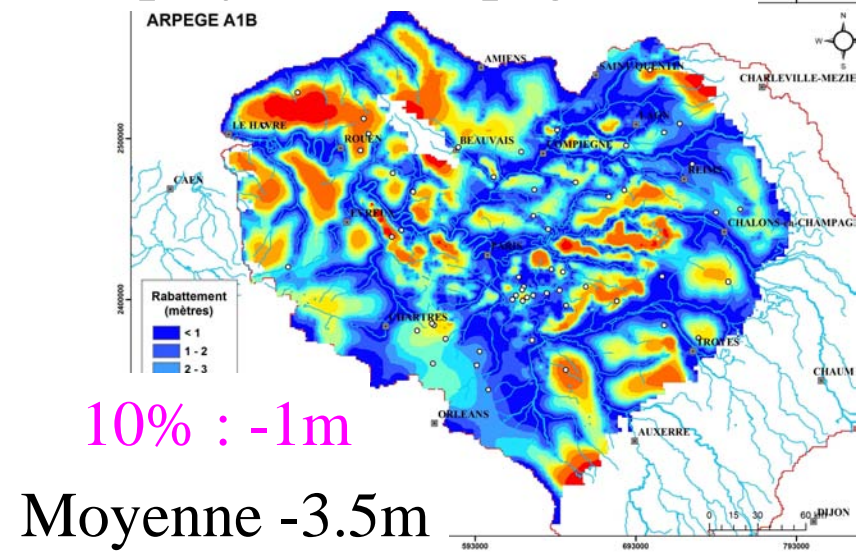 ARPEGE A1B
N
W
S
AMIENS
SAINT QUENTIN
CHARLEVILLE-MEZIE
LAON
LE HAVRE
2500000
ROUEN
BEAUVAIS
COMPIEGNE
REIMS
CAEN
EVREUX
CHALONS-en-CHAMPAG
PARIS
Rabattement
(mètres)
2400000
< 1
CHARTRES
1 - 2
TROYES
2 - 3
CHAUM
10% : -1m
ORLEANS
AUXERRE
0 15 30 60 km
DIJON
Moyenne -3.5m
593000 693000 793000